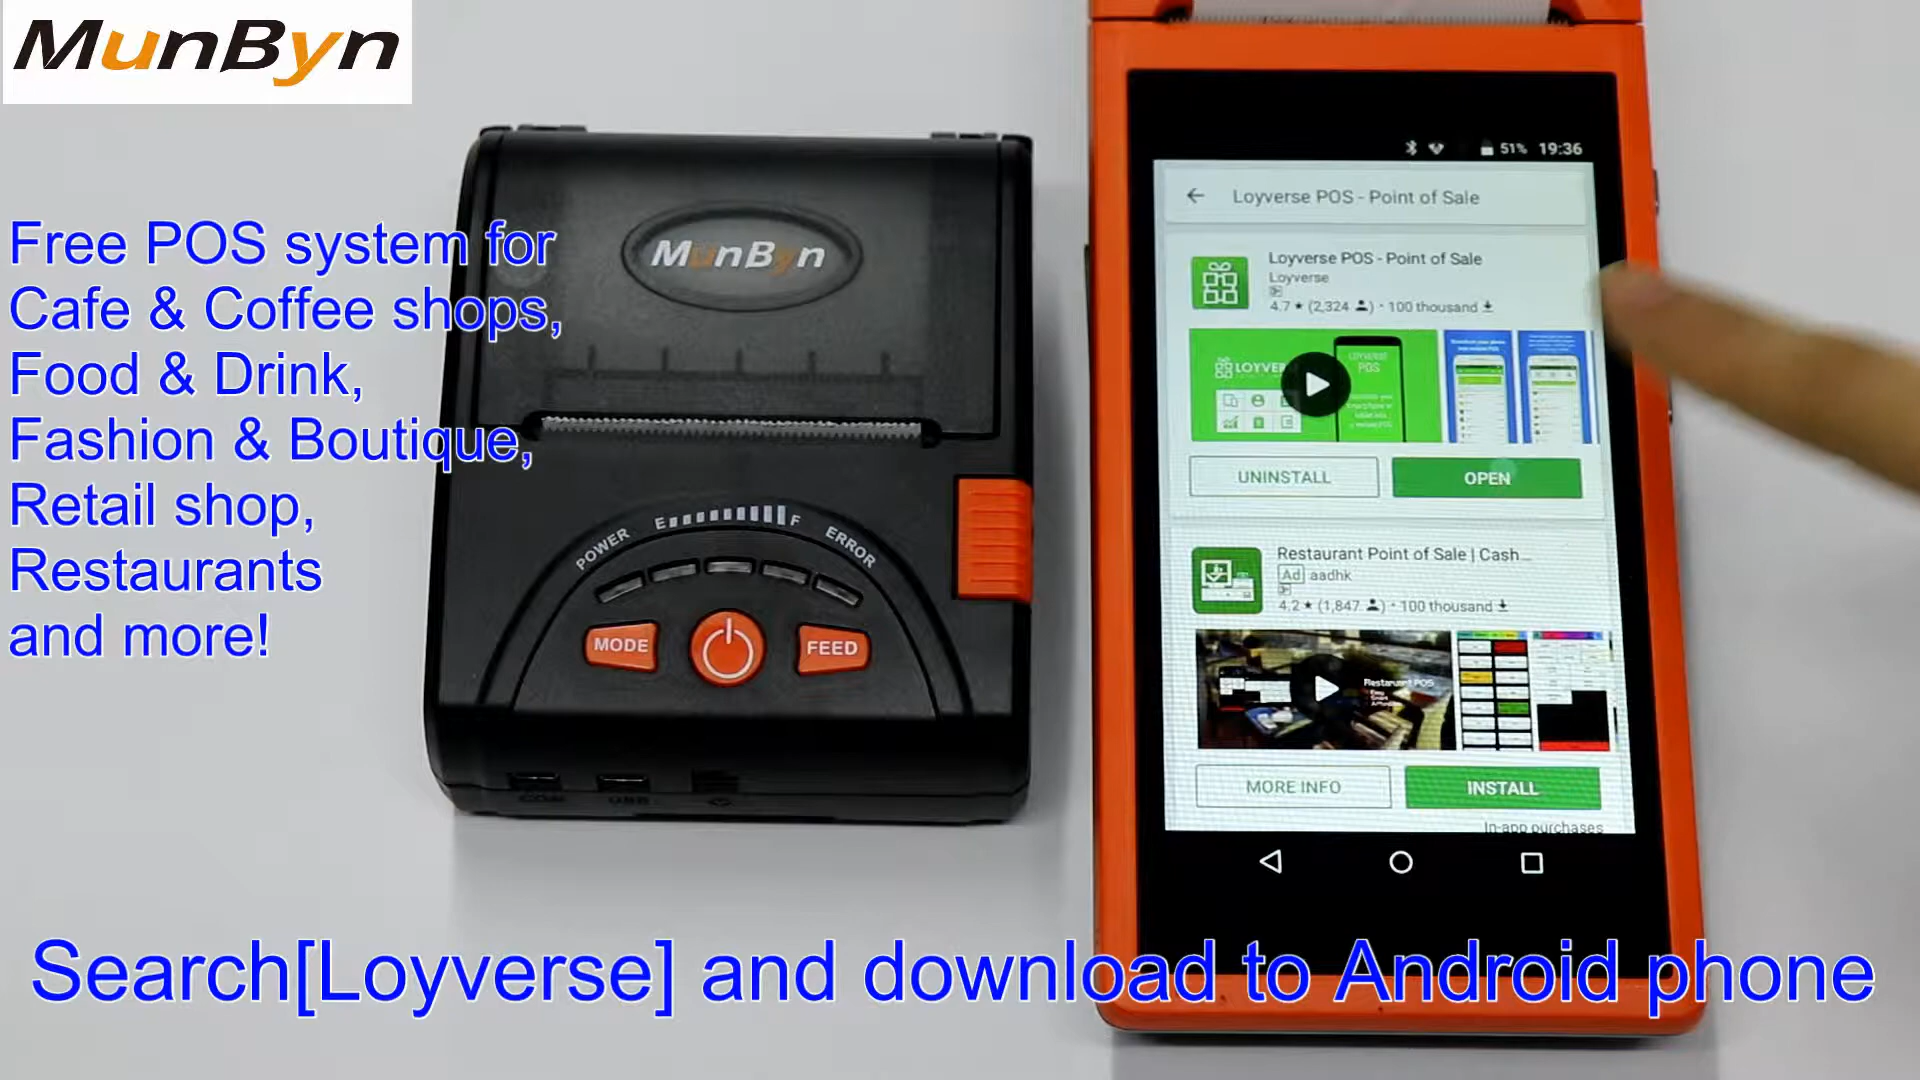 MunByn
Free POS system for
Cafe & Coffee shops,
Food & Drink,
Fashion & Boutique,
Retail shop,
Restaurants
and more!
MunByn
POWER
E
F
ERROR
MODE
FEED
51% 19:36
Loyverse POS - Point of Sale
Loyverse POS - Point of Sale
Loyverse
4.7 ★ (2,324) • 100 thousand
LOYVER
LOYVERSE
POS
UNINSTALL
OPEN
Restaurant Point of Sale | Cash...
Ad aadhk
4.2 ★ (1,847) • 100 thousand
Restaurant POS
MORE INFO
INSTALL
In-app purchases
Search[Loyverse] and download to Android phone